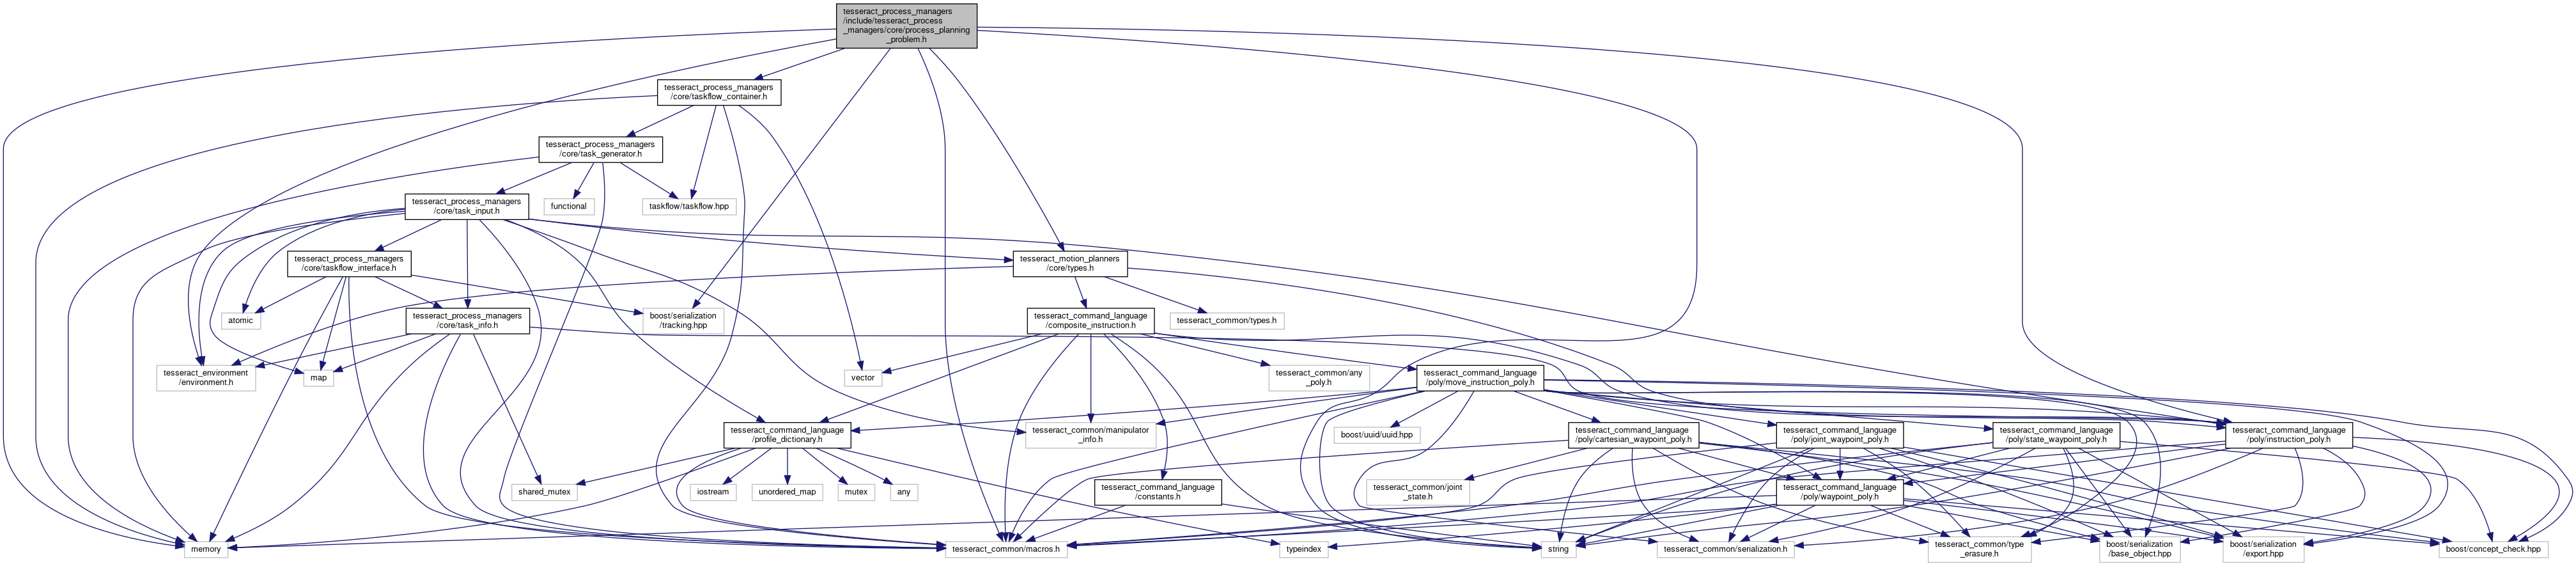 tesseract_process_managers
/include/tesseract_process
_managers/core/process_planning
_problem.h
tesseract_process_managers
/core/taskflow_container.h
tesseract_process_managers
/core/task_generator.h
tesseract_process_managers
/core/task_input.h
functional
taskflow/taskflow.hpp
tesseract_process_managers
/core/taskflow_interface.h
tesseract_motion_planners
/core/types.h
atomic
tesseract_process_managers
/core/task_info.h
boost/serialization
/tracking.hpp
tesseract_command_language
/composite_instruction.h
tesseract_common/types.h
tesseract_environment
/environment.h
map
vector
tesseract_common/any
_poly.h
tesseract_command_language
/poly/move_instruction_poly.h
tesseract_command_language
/profile_dictionary.h
tesseract_common/manipulator
_info.h
boost/uuid/uuid.hpp
tesseract_command_language
/poly/cartesian_waypoint_poly.h
tesseract_command_language
/poly/joint_waypoint_poly.h
tesseract_command_language
/poly/state_waypoint_poly.h
tesseract_command_language
/poly/instruction_poly.h
shared_mutex
iostream
unordered_map
mutex
any
tesseract_command_language
/constants.h
tesseract_common/joint
_state.h
tesseract_command_language
/poly/waypoint_poly.h
memory
tesseract_common/macros.h
typeindex
string
tesseract_common/serialization.h
tesseract_common/type
_erasure.h
boost/serialization
/base_object.hpp
boost/serialization
/export.hpp
boost/concept_check.hpp